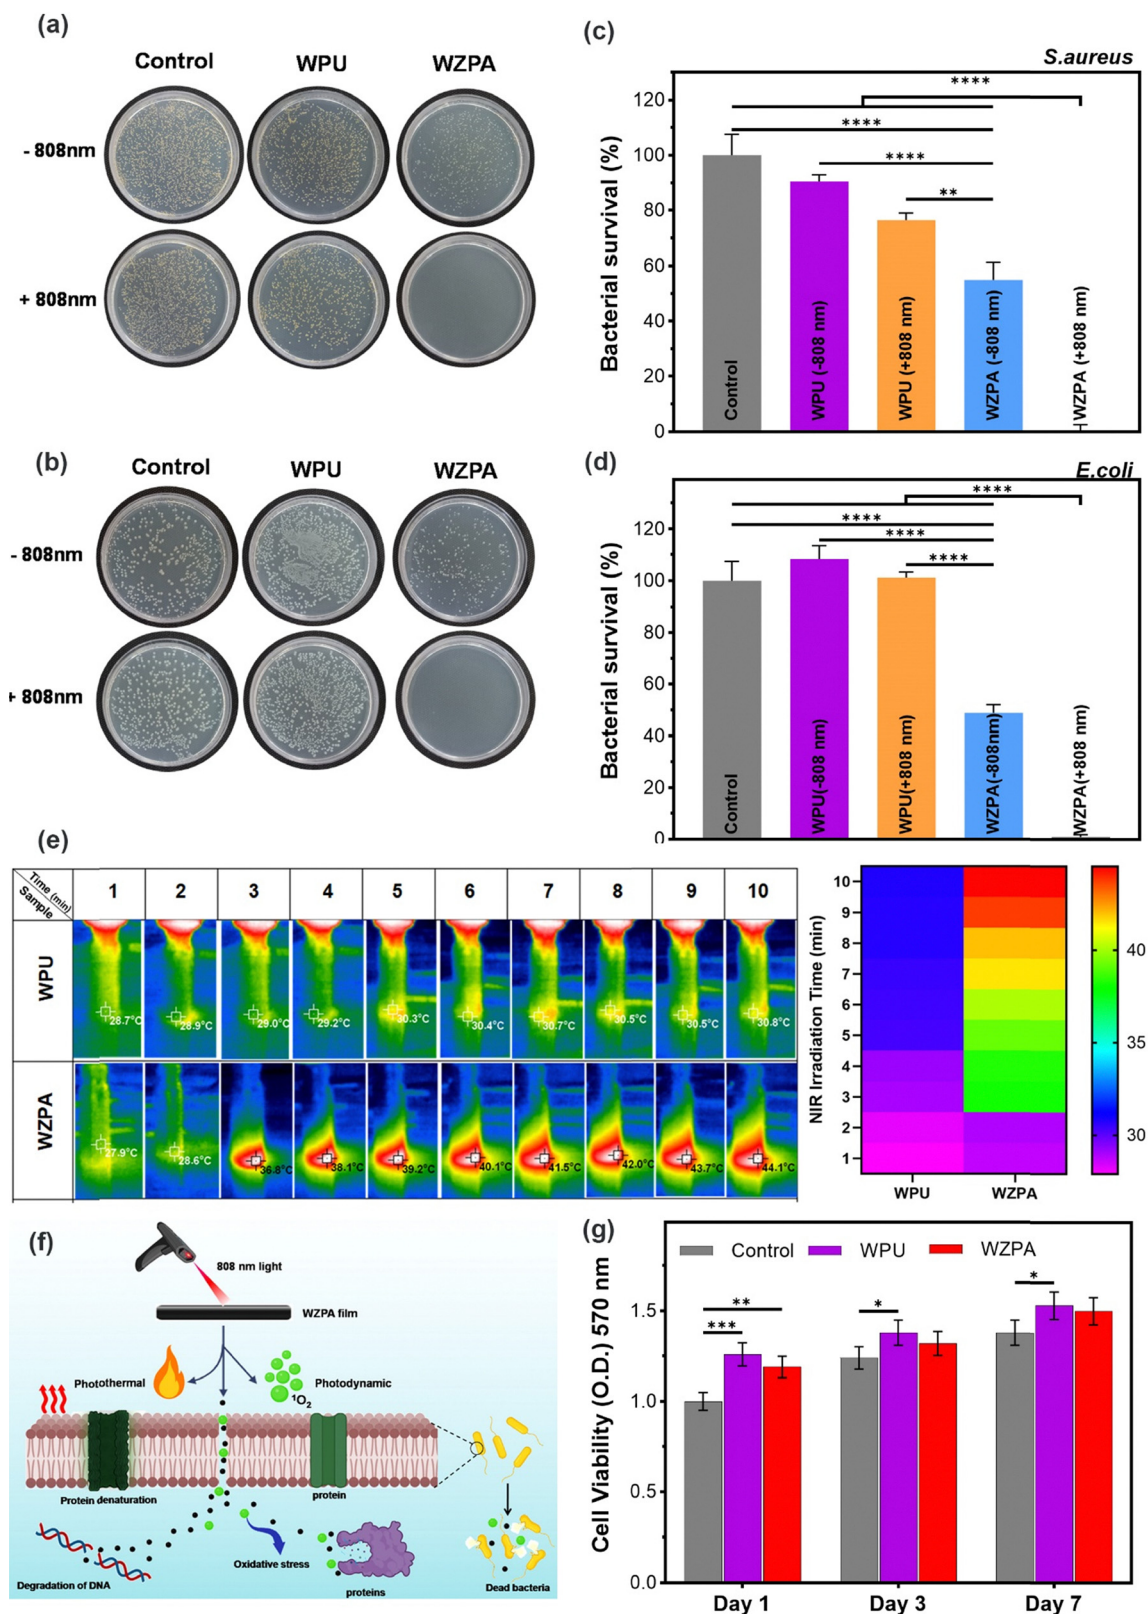 (a)
Control WPU WZPA
- 808nm
+ 808nm
(b)
Control WPU WZPA
- 808nm
+ 808nm
(c)
S.aureus
****
****
****
**
Bacterial survival (%)
120
100
80
60
40
20
0
Control
WPU (-808 nm)
WPU (+808 nm)
WZPA (-808 nm)
WZPA (+808 nm)
(d)
E.coli
****
****
****
****
Bacterial survival (%)
120
100
80
60
40
20
0
Control
WPU(-808 nm)
WPU(+808 nm)
WZPA(-808nm)
WZPA(+808 nm)
(e)
Time (min)
Sample
1 2 3 4 5 6 7 8 9 10
WPU
28.7°C 28.9°C 29.0°C 29.2°C 30.3°C 30.4°C 30.7°C 30.5°C 30.5°C 30.8°C
WZPA
27.9°C 28.6°C 36.8°C 38.1°C 39.2°C 40.1°C 41.5°C 42.0°C 43.7°C 44.1°C
NIR Irradiation Time (min)
10
9
8
7
6
5
4
3
2
1
WPU WZPA
40
35
30
(f)
808 nm light
WZPA film
Photothermal
Photodynamic
¹O₂
Protein denaturation
protein
Degradation of DNA
Oxidative stress
proteins
Dead bacteria
(g)
Control WPU WZPA
Cell Viability (O.D.) 570 nm
1.5
1.0
0.5
0.0
**
***
*
*
Day 1 Day 3 Day 7